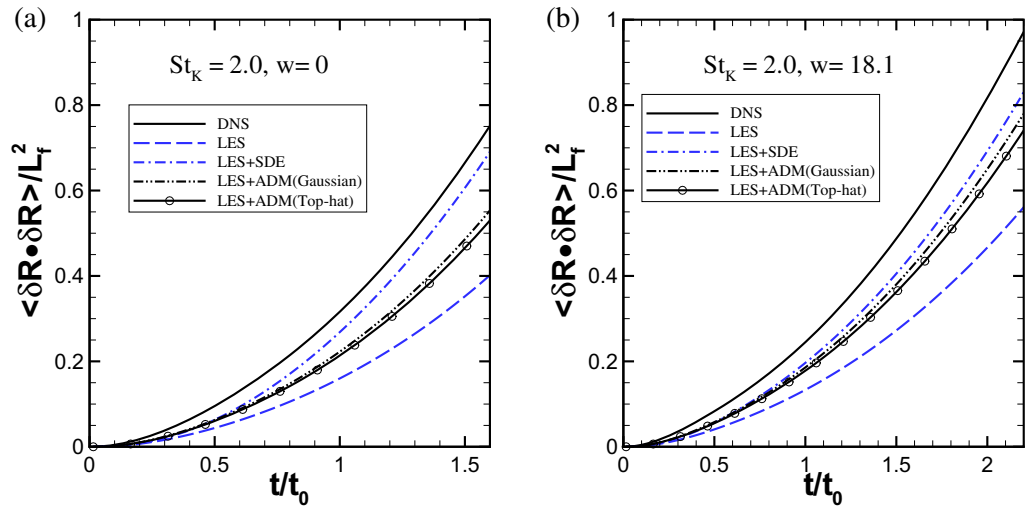 (a)
St_K = 2.0, w= 0
DNS
LES
LES+SDE
LES+ADM(Gaussian)
LES+ADM(Top-hat)
<δR•δR>/L_f^2
1
0.8
0.6
0.4
0.2
0
0 0.5 1 1.5
t/t_0
(b)
St_K = 2.0, w= 18.1
DNS
LES
LES+SDE
LES+ADM(Gaussian)
LES+ADM(Top-hat)
<δR•δR>/L_f^2
1
0.8
0.6
0.4
0.2
0
0 0.5 1 1.5 2
t/t_0